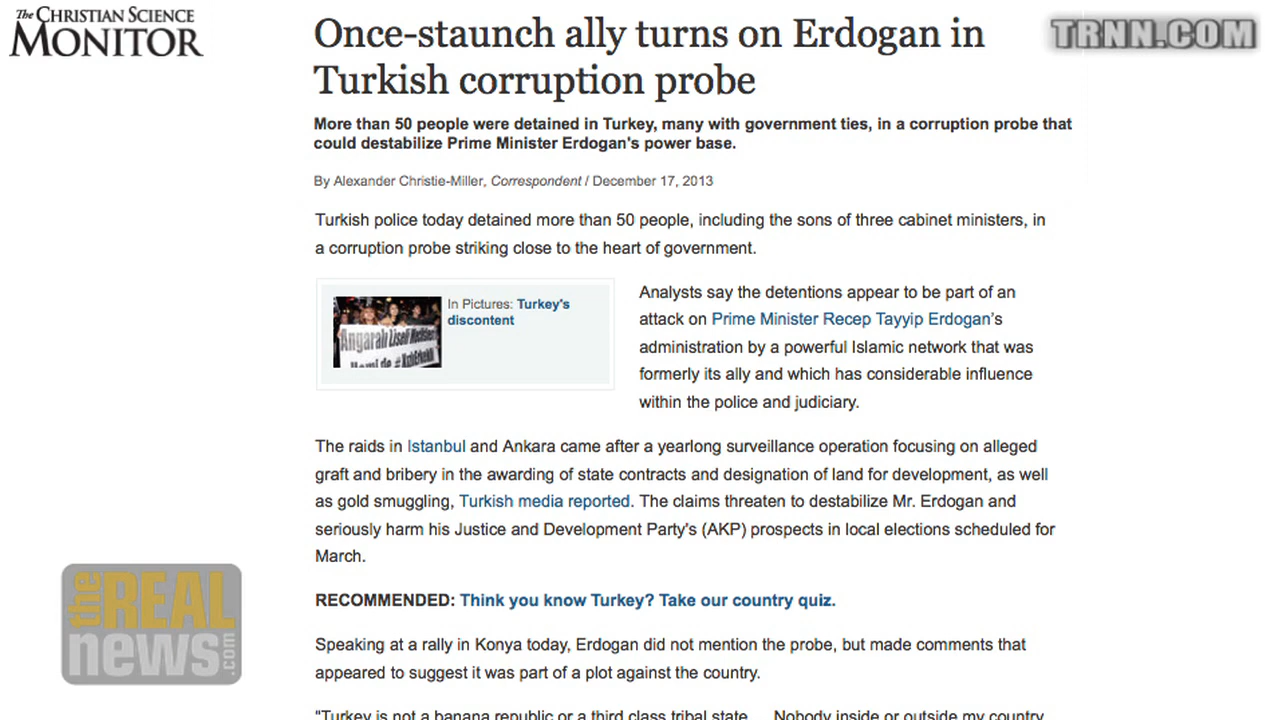 The CHRISTIAN SCIENCE
MONITOR
TRNN.COM
Once-staunch ally turns on Erdogan in
Turkish corruption probe
More than 50 people were detained in Turkey, many with government ties, in a corruption probe that
could destabilize Prime Minister Erdogan's power base.
By Alexander Christie-Miller, Correspondent / December 17, 2013
Turkish police today detained more than 50 people, including the sons of three cabinet ministers, in
a corruption probe striking close to the heart of government.
In Pictures: Turkey's
discontent
Angaralı Liseli
Analysts say the detentions appear to be part of an
attack on Prime Minister Recep Tayyip Erdogan's
administration by a powerful Islamic network that was
formerly its ally and which has considerable influence
within the police and judiciary.
The raids in Istanbul and Ankara came after a yearlong surveillance operation focusing on alleged
graft and bribery in the awarding of state contracts and designation of land for development, as well
as gold smuggling, Turkish media reported. The claims threaten to destabilize Mr. Erdogan and
seriously harm his Justice and Development Party's (AKP) prospects in local elections scheduled for
March.
RECOMMENDED: Think you know Turkey? Take our country quiz.
Speaking at a rally in Konya today, Erdogan did not mention the probe, but made comments that
appeared to suggest it was part of a plot against the country.
"Turkey is not a banana republic or a third class tribal state.... Nobody inside or outside my country
the REAL
news.com